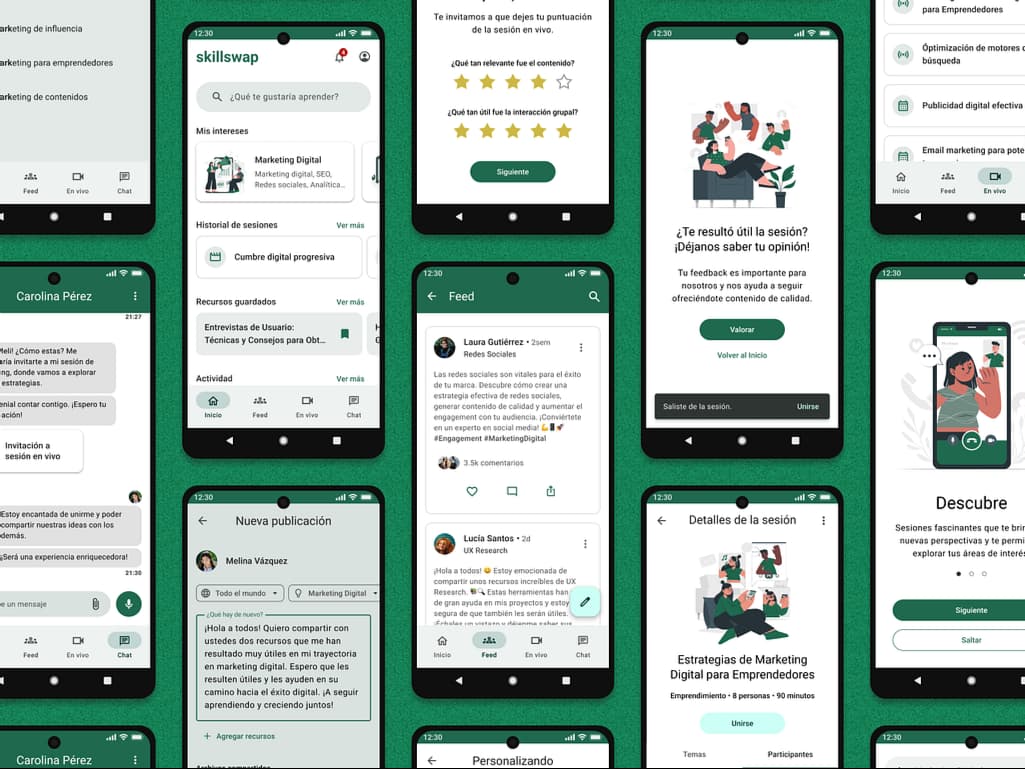 arketing de influencia
arketing para emprendedores
arketing de contenidos
Feed
En vivo
Chat
Carolina Pérez
21:27
Meli! ¿Cómo estas? Me
ría invitarte a mi sesión de
ng, donde vamos a explorar
estrategias.
enial contar contigo. ¡Espero tu
ación!
Invitación a
sesión en vivo
¡Estoy encantada de unirme y poder
compartir nuestras ideas con los
demás.
¡Será una experiencia enriquecedora!
21:30
e un mensaje
Feed
En vivo
Chat
12:30
Carolina Pérez
12:30
skillswap
4
¿Qué te gustaría aprender?
Mis intereses
Marketing Digital
Marketing digital, SEO,
Redes sociales, Analítica...
Historial de sesiones
Ver más
Cumbre digital progresiva
Recursos guardados
Ver más
Entrevistas de Usuario:
Técnicas y Consejos para Obt...
H
C
Actividad
Ver más
Inicio
Feed
En vivo
Chat
12:30
Nueva publicación
Melina Vázquez
Todo el mundo
Marketing Digital
¿Qué hay de nuevo?
¡Hola a todos! Quiero compartir con
ustedes dos recursos que me han
resultado muy útiles en mi trayectoria
en marketing digital. Espero que les
resulten útiles y les ayuden en su
camino hacia el éxito digital. ¡A seguir
aprendiendo y creciendo juntos!
+ Agregar recursos
Archivos compartidos
Te invitamos a que dejes tu puntuación
de la sesión en vivo.
¿Qué tan relevante fue el contenido?
¿Qué tan útil fue la interacción grupal?
Siguiente
12:30
Feed
Laura Gutiérrez • 2sem
Redes Sociales
Las redes sociales son vitales para el éxito
de tu marca. Descubre cómo crear una
estrategia efectiva de redes sociales,
generar contenido de calidad y aumentar el
engagement con tu audiencia. ¡Conviértete
en un experto en social media! 💪📱🚀
#Engagement #MarketingDigital
3.5k comentarios
Lucía Santos • 2d
UX Research
¡Hola a todos! 😄 Estoy emocionada de
compartir unos recursos increíbles de UX
Research. 📚🔍 Estas herramientas han
de gran ayuda en mis proyectos y estoy
segura de que también les serán útiles.
¡Échales un vistazo y déjenme saber sus
Inicio
Feed
En vivo
Chat
12:30
Personalizando
12:30
¿Te resultó útil la sesión?
¡Déjanos saber tu opinión!
Tu feedback es importante para
nosotros y nos ayuda a seguir
ofreciéndote contenido de calidad.
Valorar
Volver al Inicio
Saliste de la sesión.
Unirse
12:30
Detalles de la sesión
Estrategias de Marketing
Digital para Emprendedores
Emprendimiento • 8 personas • 90 minutos
Unirse
Temas
Participantes
para Emprendedores
Óptimización de motores d
búsqueda
Publicidad digital efectiva
Email marketing para pote
Inicio
Feed
En vivo
12:30
Descubre
Sesiones fascinantes que te brin
nuevas perspectivas y te permi
explorar tus áreas de interés
Siguiente
Saltar
12:30